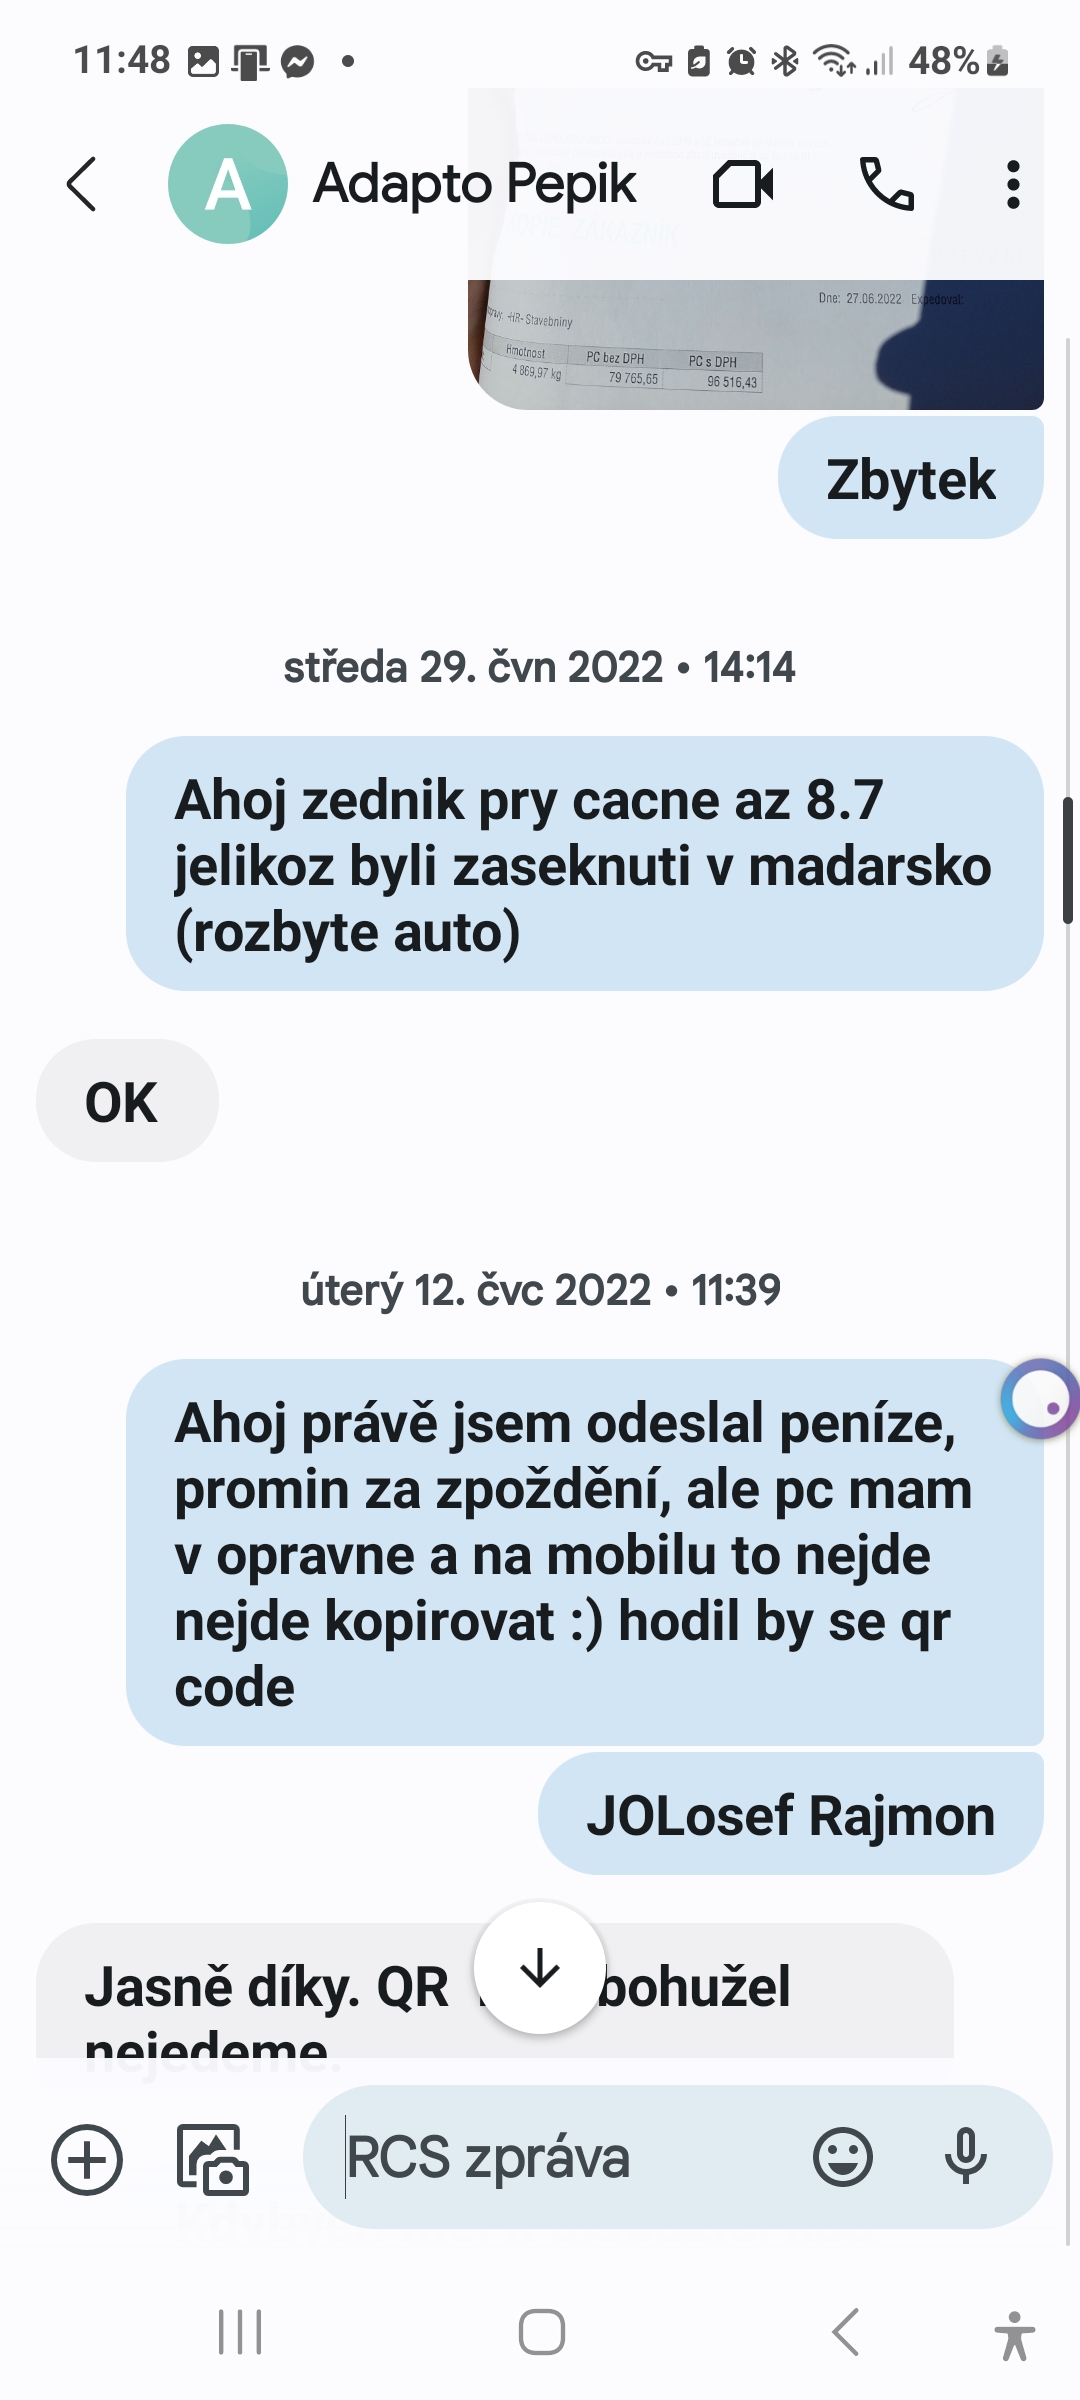 11:48
48%
A
Adapto Pepik
Dne: 27.06.2022 Expedoval:
-HR- Stavebniny
Hmotnost PC bez DPH PC s DPH
4 869,97 kg 79 765,65 96 516,43
Zbytek
středa 29. čvn 2022 • 14:14
Ahoj zednik pry cacne az 8.7
jelikoz byli zaseknuti v madarsko
(rozbyte auto)
OK
úterý 12. čvc 2022 • 11:39
Ahoj právě jsem odeslal peníze,
promin za zpoždění, ale pc mam
v opravne a na mobilu to nejde
nejde kopirovat :) hodil by se qr
code
JOLosef Rajmon
Jasně díky. QR bohužel
nejedeme.
RCS zpráva